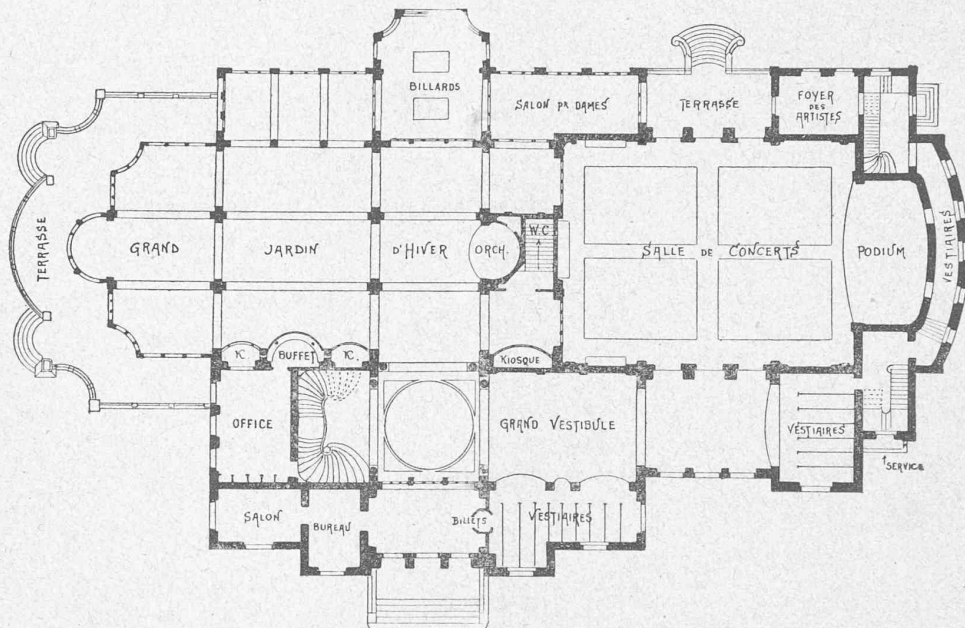 BILLARDS
SALON PR DAMES
TERRASSE
FOYER
DES
ARTISTES
TERRASSE
GRAND
JARDIN
D'HIVER
ORCH.
W.C.
SALLE DE CONCERTS
PODIUM
VESTIAIRES
K.
BUFFET
K.
KIOSQUE
OFFICE
GRAND VESTIBULE
VESTIAIRES
SERVICE
SALON
BUREAU
BILLETS
VESTIAIRES